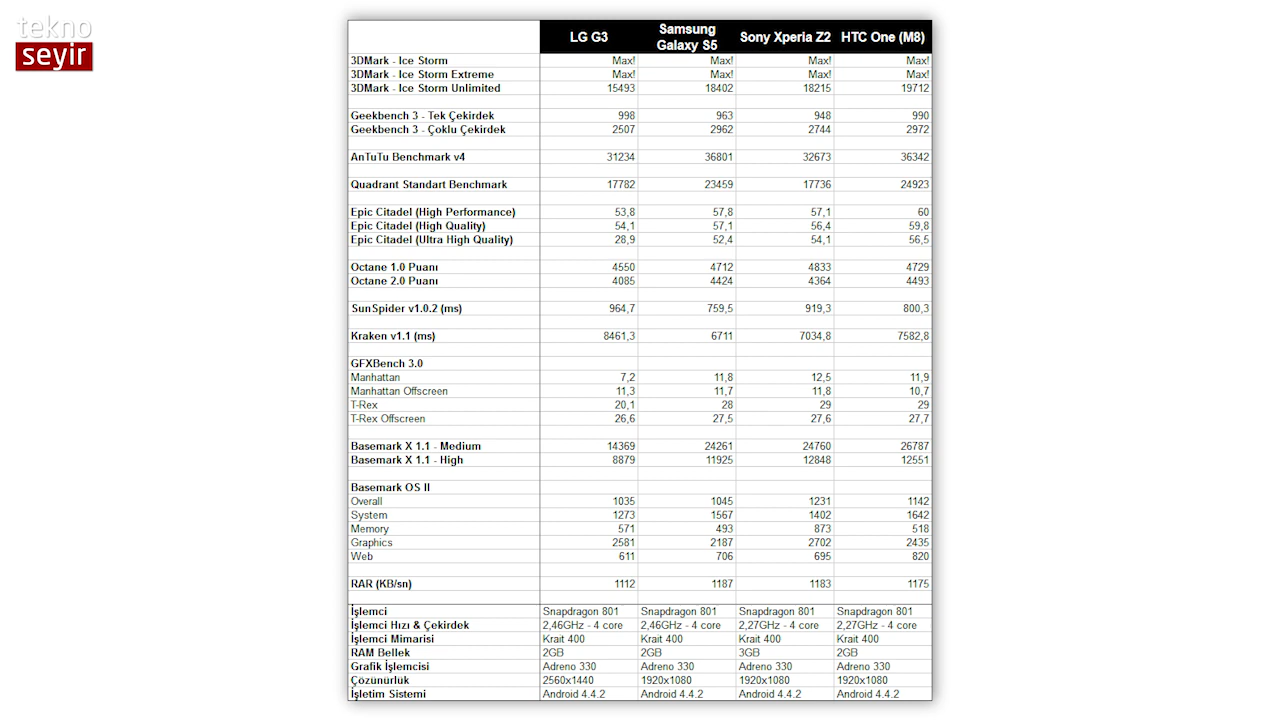 tekno
seyir
LG G3 Samsung Galaxy S5 Sony Xperia Z2 HTC One (M8)
3DMark - Ice Storm Max! Max! Max! Max!
3DMark - Ice Storm Extreme Max! Max! Max! Max!
3DMark - Ice Storm Unlimited 15493 18402 18215 19712
Geekbench 3 - Tek Çekirdek 998 963 948 990
Geekbench 3 - Çoklu Çekirdek 2507 2962 2744 2972
AnTuTu Benchmark v4 31234 36801 32673 36342
Quadrant Standart Benchmark 17782 23459 17736 24923
Epic Citadel (High Performance) 53,8 57,8 57,1 60
Epic Citadel (High Quality) 54,1 57,1 56,4 59,8
Epic Citadel (Ultra High Quality) 28,9 52,4 54,1 56,5
Octane 1.0 Puanı 4550 4712 4833 4729
Octane 2.0 Puanı 4085 4424 4364 4493
SunSpider v1.0.2 (ms) 964,7 759,5 919,3 800,3
Kraken v1.1 (ms) 8461,3 6711 7034,8 7582,8
GFXBench 3.0
Manhattan 7,2 11,8 12,5 11,9
Manhattan Offscreen 11,3 11,7 11,8 10,7
T-Rex 20,1 28 29 29
T-Rex Offscreen 26,6 27,5 27,6 27,7
Basemark X 1.1 - Medium 14369 24261 24760 26787
Basemark X 1.1 - High 8879 11925 12848 12551
Basemark OS II
Overall 1035 1045 1231 1142
System 1273 1567 1402 1642
Memory 571 493 873 518
Graphics 2581 2187 2702 2435
Web 611 706 695 820
RAR (KB/sn) 1112 1187 1183 1175
İşlemci Snapdragon 801 Snapdragon 801 Snapdragon 801 Snapdragon 801
İşlemci Hızı & Çekirdek 2,46GHz - 4 core 2,46GHz - 4 core 2,27GHz - 4 core 2,27GHz - 4 core
İşlemci Mimarisi Krait 400 Krait 400 Krait 400 Krait 400
RAM Bellek 2GB 2GB 3GB 2GB
Grafik İşlemcisi Adreno 330 Adreno 330 Adreno 330 Adreno 330
Çözünürlük 2560x1440 1920x1080 1920x1080 1920x1080
İşletim Sistemi Android 4.4.2 Android 4.4.2 Android 4.4.2 Android 4.4.2